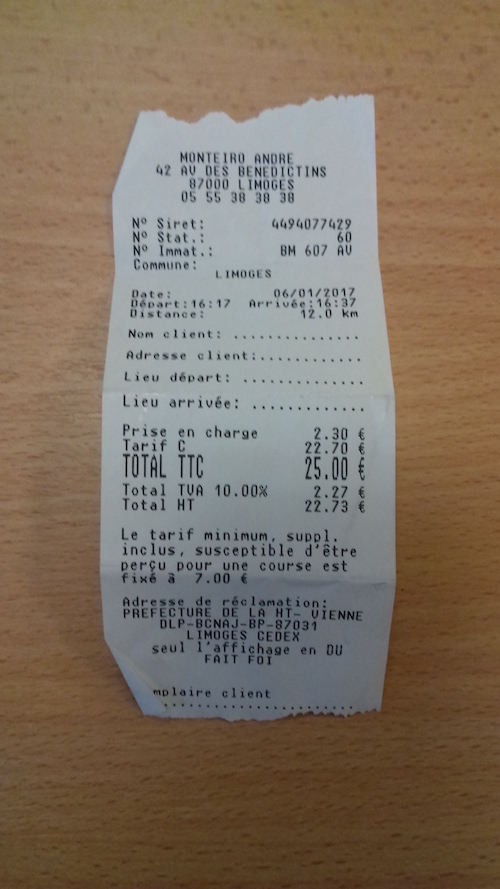 MONTEIRO ANDRE
42 AV DES BENEDICTINS
87000 LIMOGES
05 55 38 38 38
N° Siret: 4494077429
N° Stat.: 60
N° Immat.: BM 607 AV
Commune:
LIMOGES
Date: 06/01/2017
Départ:16:17 Arrivée:16:37
Distance: 12.0 km
Nom client: ..............
Adresse client:...........
Lieu départ: .............
Lieu arrivée: ............
Prise en charge 2.30 €
Tarif C 22.70 €
TOTAL TTC 25.00 €
Total TVA 10.00% 2.27 €
Total HT 22.73 €
Le tarif minimum, suppl.
inclus, susceptible d'être
perçu pour une course est
fixé à 7.00 €
Adresse de réclamation:
PREFECTURE DE LA HT- VIENNE
DLP-BCNAJ-BP-87031
LIMOGES CEDEX
seul l'affichage en DU
FAIT FOI
mplaire client
........................